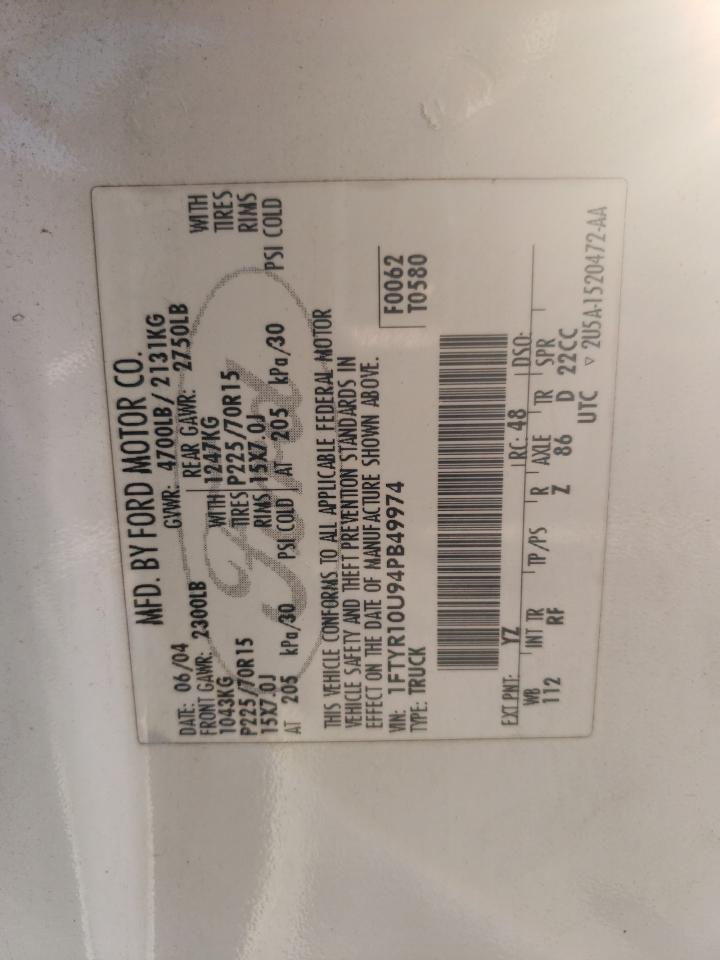 MFD. BY FORD MOTOR CO.
DATE: 06/04 GVWR: 4700LB / 2131KG
FRONT GAWR: 2300LB REAR GAWR: 2750LB
1043KG WITH 1247KG WITH
P225/70R15 TIRES P225/70R15 TIRES
15X7.0J RIMS 15X7.0J RIMS
AT 205 kPa/30 PSI COLD AT 205 kPa/30 PSI COLD
Ford
THIS VEHICLE CONFORMS TO ALL APPLICABLE FEDERAL MOTOR
VEHICLE SAFETY AND THEFT PREVENTION STANDARDS IN
EFFECT ON THE DATE OF MANUFACTURE SHOWN ABOVE.
VIN: 1FTYR10U94PB49974 F0062
TYPE: TRUCK T0580
EXT PNT: YZ RC: 48 DSO:
WB INT TR TP/PS R AXLE TR SPR
112 RF Z 86 D 22CC
UTC ▽ 2U5A-1520472-AA